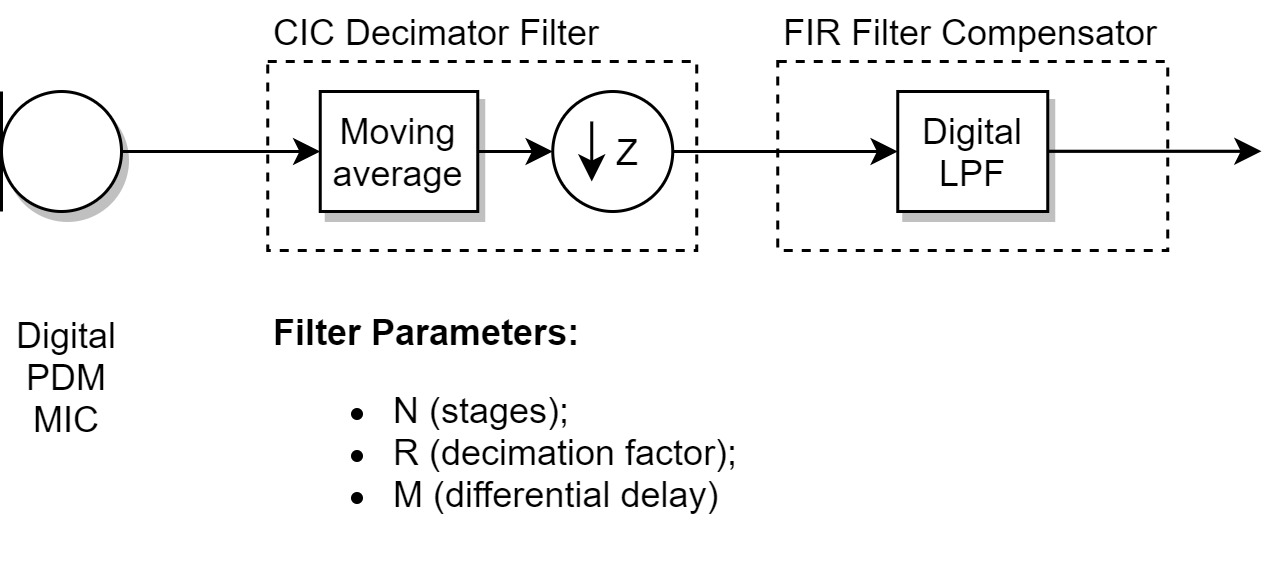 CIC Decimator Filter
FIR Filter Compensator
Moving
average
Z
Digital
LPF
Digital
PDM
MIC
Filter Parameters:
• N (stages);
• R (decimation factor);
• M (differential delay)